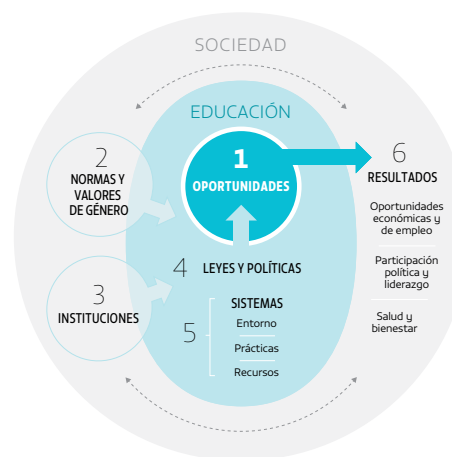 SOCIEDAD
EDUCACIÓN
1
OPORTUNIDADES
2
NORMAS Y
VALORES
DE GÉNERO
3
INSTITUCIONES
4 LEYES Y POLÍTICAS
5
SISTEMAS
Entorno
Prácticas
Recursos
6
RESULTADOS
Oportunidades
económicas y
de empleo
Participación
política y
liderazgo
Salud y
bienestar